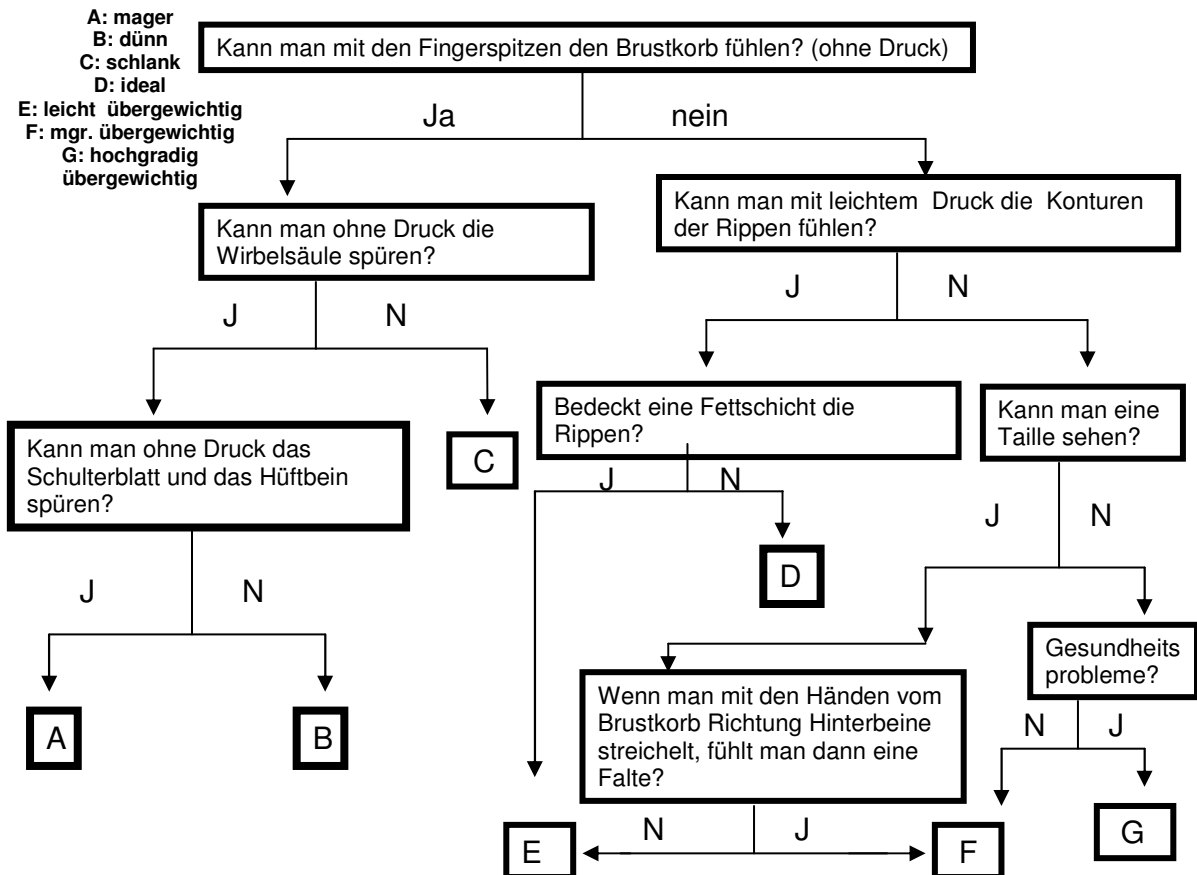 A: mager
B: dünn
C: schlank
D: ideal
E: leicht übergewichtig
F: mgr. übergewichtig
G: hochgradig
übergewichtig
Kann man mit den Fingerspitzen den Brustkorb fühlen? (ohne Druck)
Ja
nein
Kann man ohne Druck die
Wirbelsäule spüren?
Kann man mit leichtem Druck die Konturen
der Rippen fühlen?
J
N
J
N
Kann man ohne Druck das
Schulterblatt und das Hüftbein
spüren?
C
Bedeckt eine Fettschicht die
Rippen?
Kann man eine
Taille sehen?
J
N
J
N
D
J
N
A
B
Wenn man mit den Händen vom
Brustkorb Richtung Hinterbeine
streichelt, fühlt man dann eine
Falte?
Gesundheits
probleme?
N
J
E
N
J
F
G